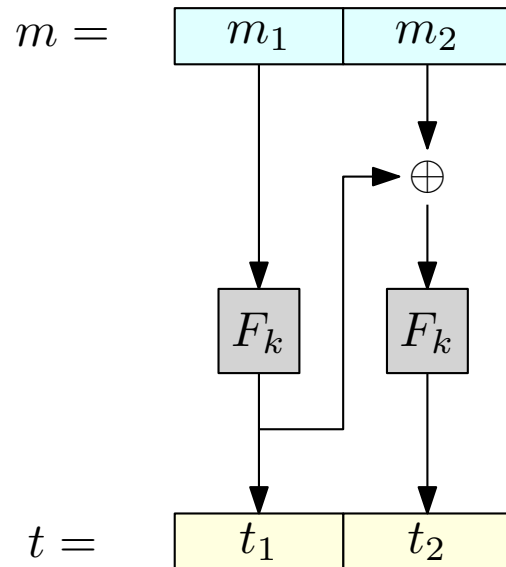 m = m₁ m₂
⊕
Fₖ Fₖ
t = t₁ t₂